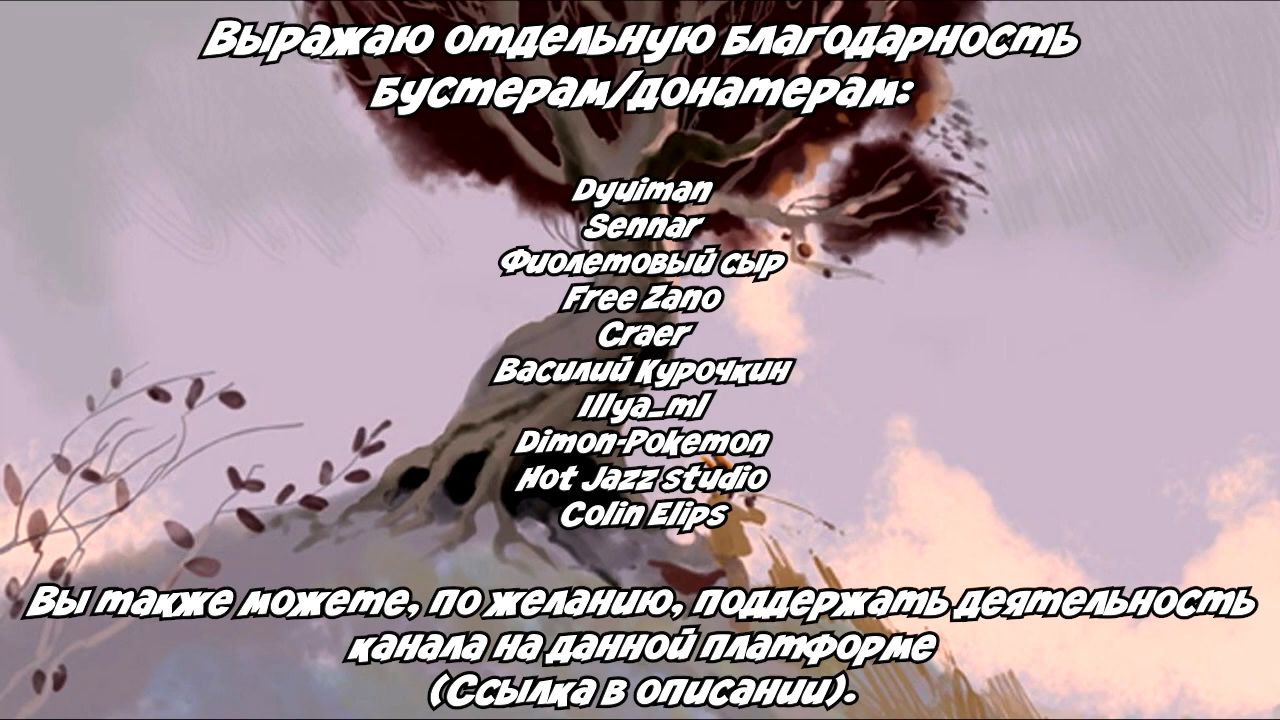 Выражаю отдельную благодарность
бустерам/донатерам:
Dyuiman
Sennar
Фиолетовый сыр
Free Zano
Craer
Василий Курочкин
Illya_ml
Dimon-Pokemon
Hot Jazz studio
Colin Elips
Вы также можете, по желанию, поддержать деятельность
канала на данной платформе
(Ссылка в описании).